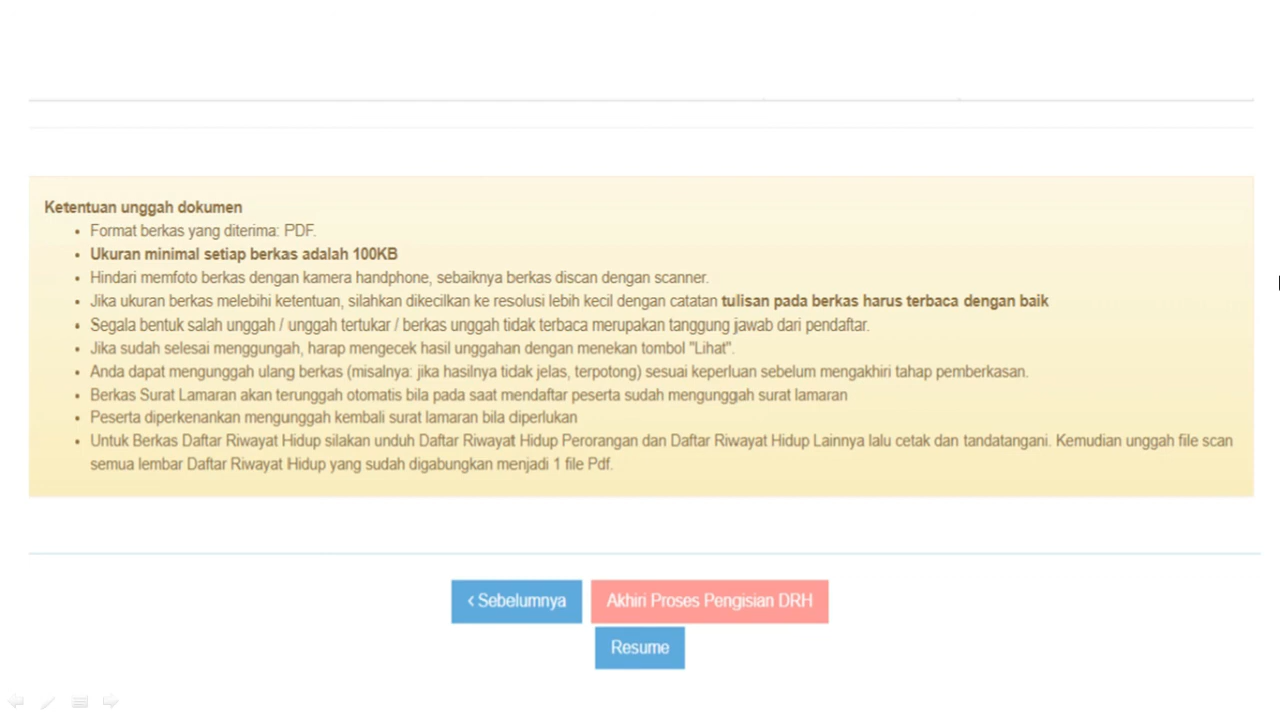 Ketentuan unggah dokumen
• Format berkas yang diterima: PDF.
• Ukuran minimal setiap berkas adalah 100KB
• Hindari memfoto berkas dengan kamera handphone, sebaiknya berkas discan dengan scanner.
• Jika ukuran berkas melebihi ketentuan, silahkan dikecilkan ke resolusi lebih kecil dengan catatan tulisan pada berkas harus terbaca dengan baik
• Segala bentuk salah unggah / unggah tertukar / berkas unggah tidak terbaca merupakan tanggung jawab dari pendaftar.
• Jika sudah selesai menggungah, harap mengecek hasil unggahan dengan menekan tombol "Lihat".
• Anda dapat mengunggah ulang berkas (misalnya: jika hasilnya tidak jelas, terpotong) sesuai keperluan sebelum mengakhiri tahap pemberkasan.
• Berkas Surat Lamaran akan terunggah otomatis bila pada saat mendaftar peserta sudah mengunggah surat lamaran
• Peserta diperkenankan mengunggah kembali surat lamaran bila diperlukan
• Untuk Berkas Daftar Riwayat Hidup silakan unduh Daftar Riwayat Hidup Perorangan dan Daftar Riwayat Hidup Lainnya lalu cetak dan tandatangani. Kemudian unggah file scan
semua lembar Daftar Riwayat Hidup yang sudah digabungkan menjadi 1 file Pdf.
‹ Sebelumnya
Akhiri Proses Pengisian DRH
Resume